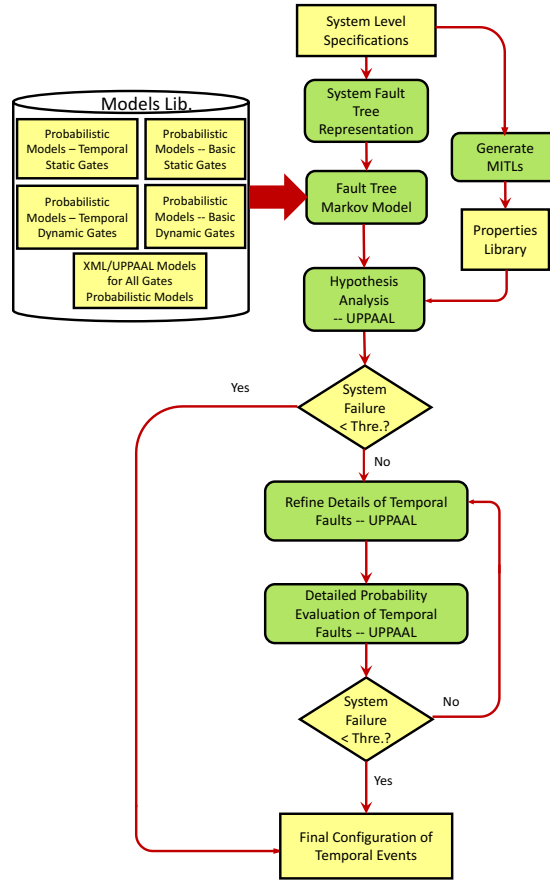 System Level
Specifications
Models Lib.
Probabilistic
Models – Temporal
Static Gates
Probabilistic
Models -- Basic
Static Gates
Probabilistic
Models – Temporal
Dynamic Gates
Probabilistic
Models -- Basic
Dynamic Gates
XML/UPPAAL Models
for All Gates
Probabilistic Models
System Fault
Tree
Representation
Generate
MITLs
Fault Tree
Markov Model
Properties
Library
Hypothesis
Analysis
-- UPPAAL
System
Failure
< Thre.?
Yes
No
Refine Details of Temporal
Faults -- UPPAAL
Detailed Probability
Evaluation of Temporal
Faults -- UPPAAL
System
Failure
< Thre.?
No
Yes
Final Configuration of
Temporal Events